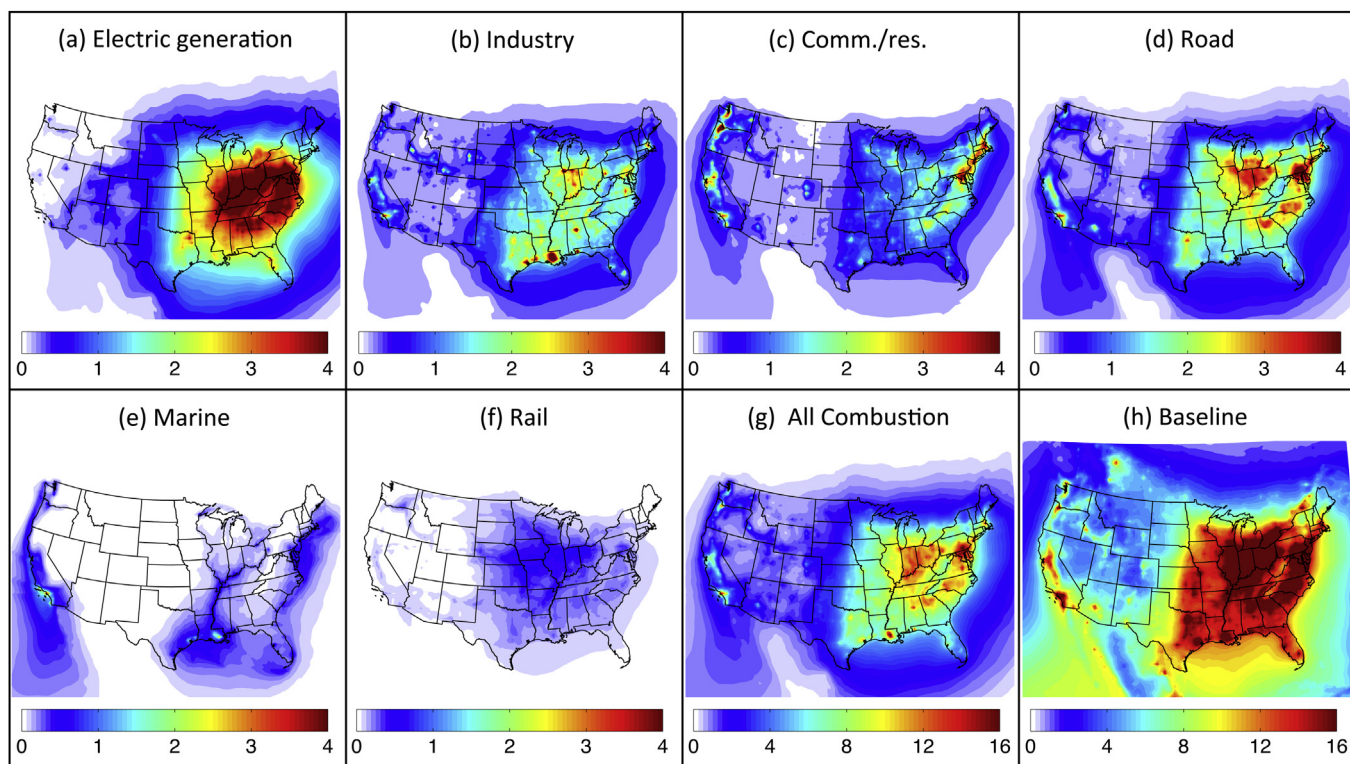 (a) Electric generation
(b) Industry
(c) Comm./res.
(d) Road
0 1 2 3 4
0 1 2 3 4
0 1 2 3 4
0 1 2 3 4
(e) Marine
(f) Rail
(g) All Combustion
(h) Baseline
0 1 2 3 4
0 1 2 3 4
0 4 8 12 16
0 4 8 12 16